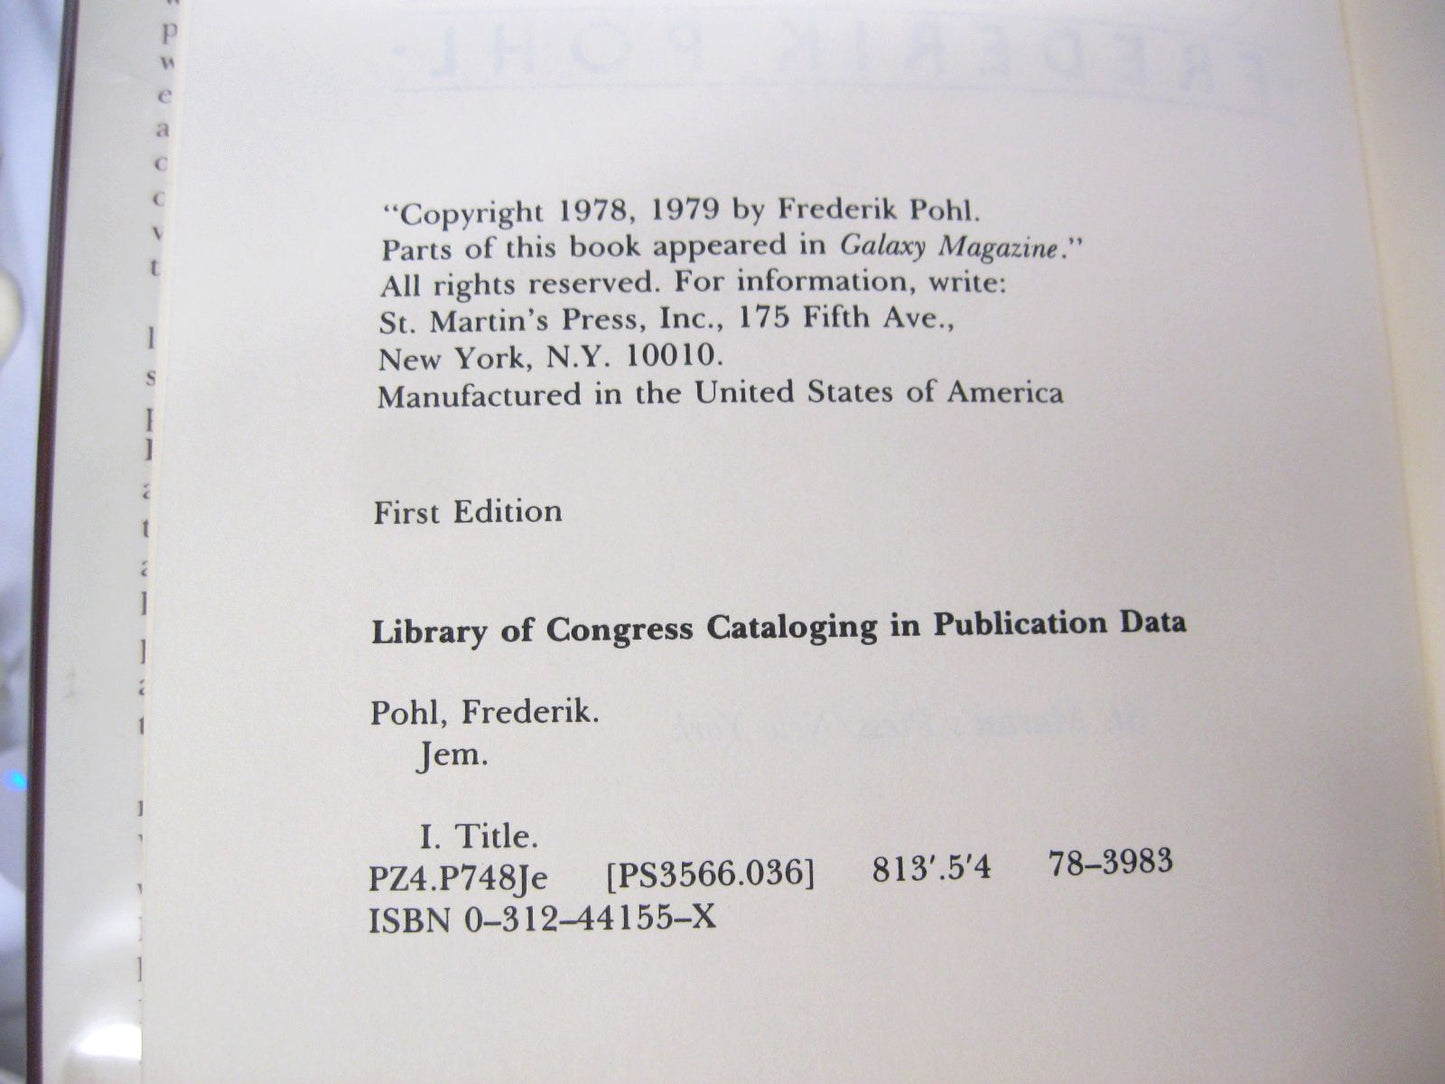 FREDERIK POHL
“Copyright 1978, 1979 by Frederik Pohl.
Parts of this book appeared in Galaxy Magazine.”
All rights reserved. For information, write:
St. Martin’s Press, Inc., 175 Fifth Ave.,
New York, N.Y. 10010.
Manufactured in the United States of America
First Edition
Library of Congress Cataloging in Publication Data
Pohl, Frederik.
Jem.
I. Title.
PZ4.P748Je [PS3566.036] 813′.5′4 78–3983
ISBN 0–312–44155–X